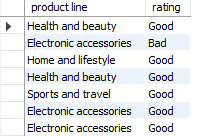 product line rating
Health and beauty Good
Electronic accessories Bad
Home and lifestyle Good
Health and beauty Good
Sports and travel Good
Electronic accessories Good
Electronic accessories Good